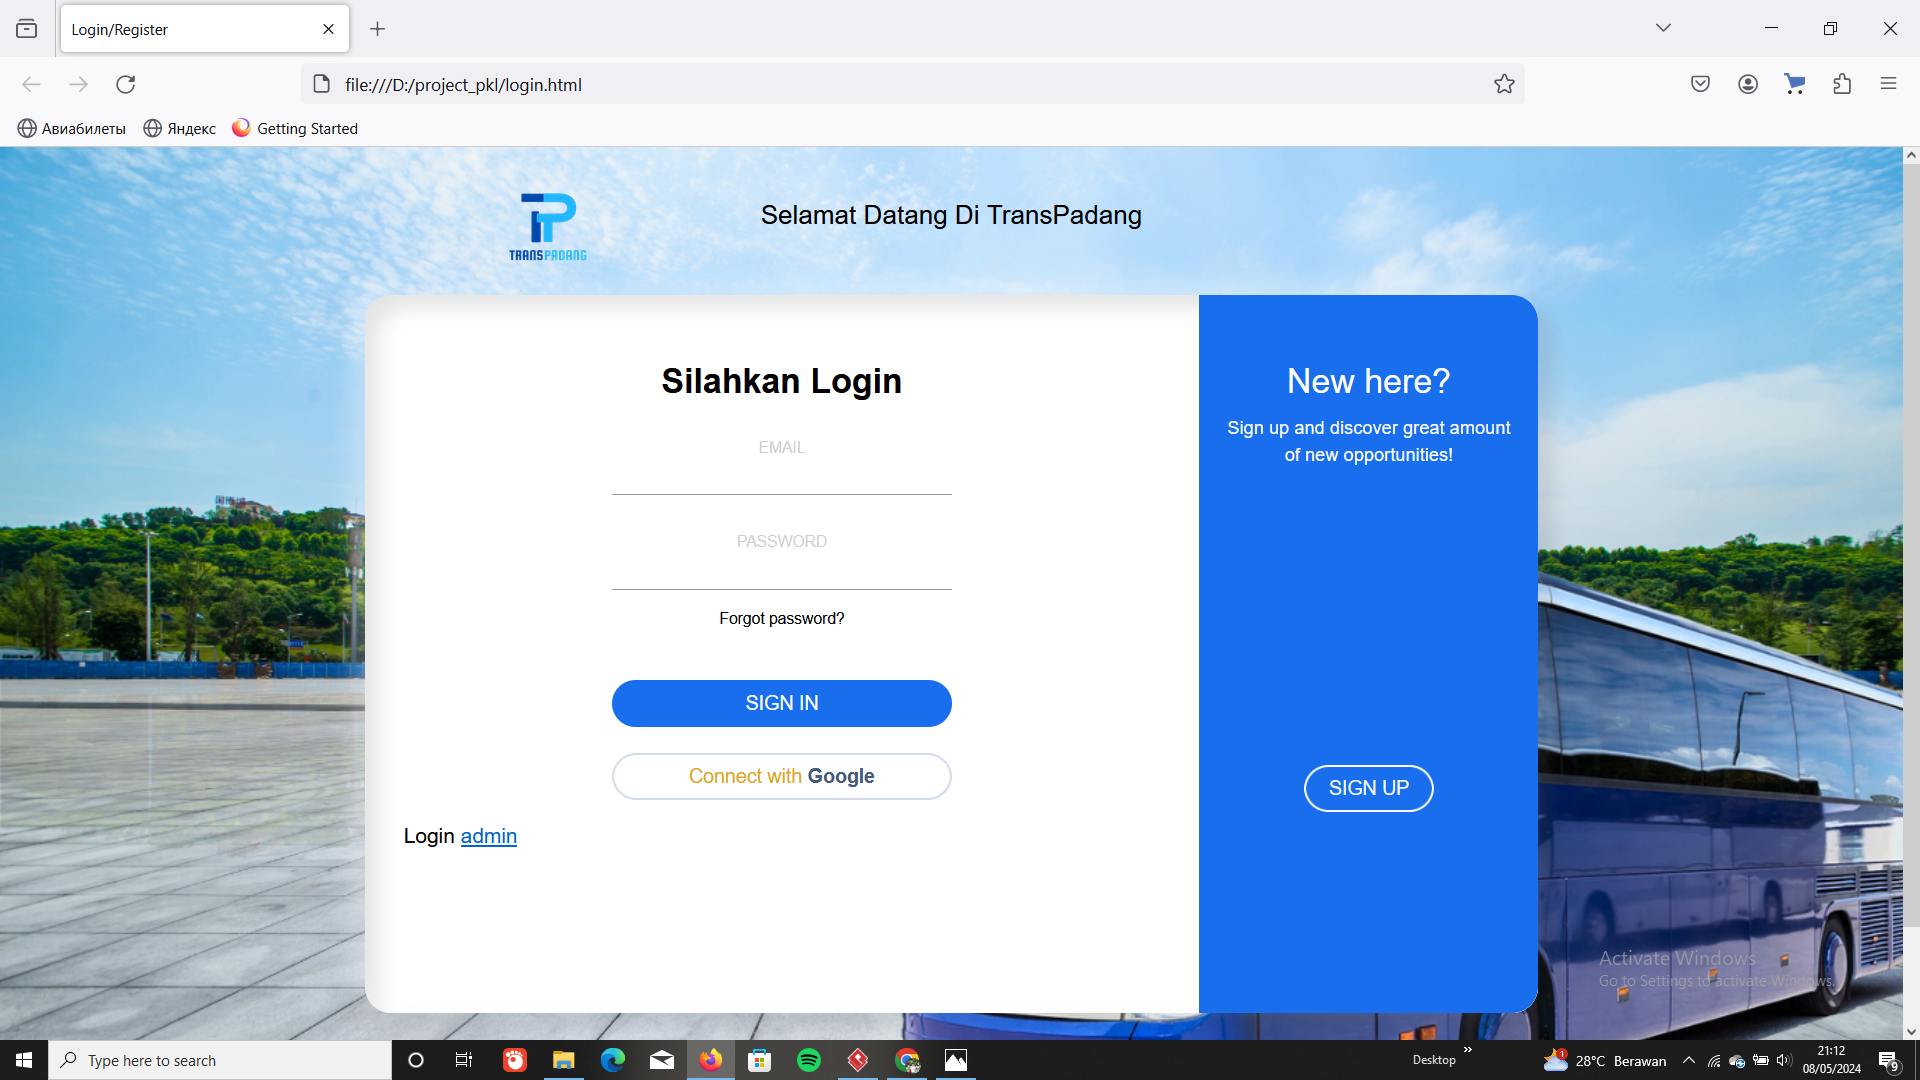 Login/Register
file:///D:/project_pkl/login.html
Авиабилеты
Яндекс
Getting Started
TRANSPADANG
Selamat Datang Di TransPadang
Silahkan Login
EMAIL
PASSWORD
Forgot password?
SIGN IN
Connect with Google
Login admin
New here?
Sign up and discover great amount
of new opportunities!
SIGN UP
Activate Windows
Go to Settings to activate Windows.
Type here to search
Desktop
1
28°C Berawan
21:12
08/05/2024
9